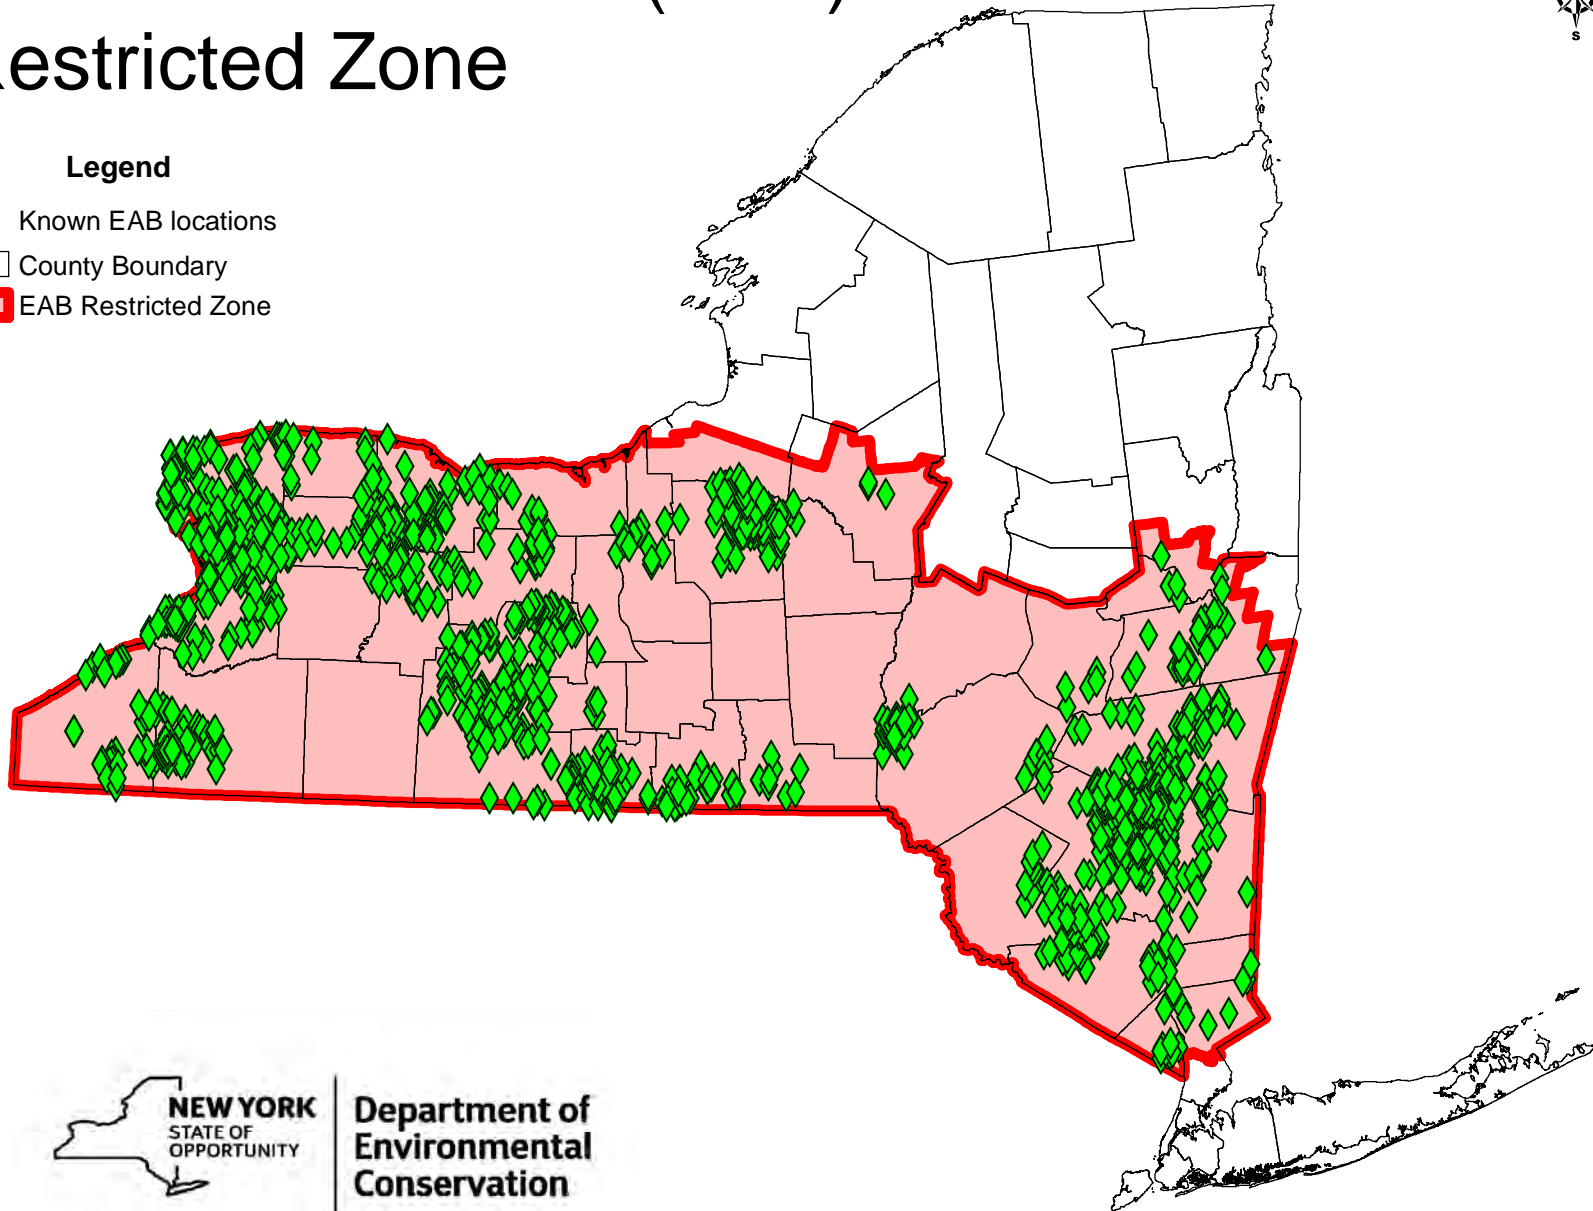 estricted Zone
S
Legend
Known EAB locations
County Boundary
EAB Restricted Zone
NEW YORK
STATE OF
OPPORTUNITY
Department of
Environmental
Conservation